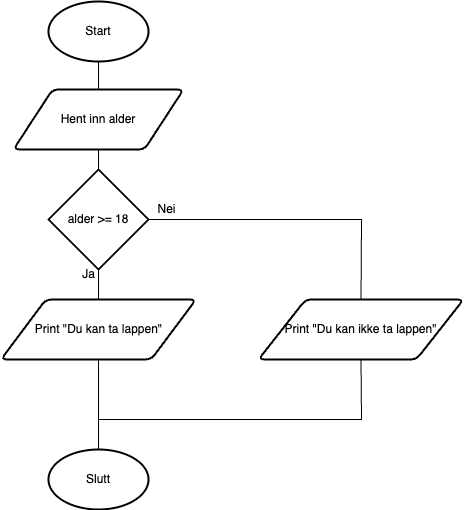 Start
Hent inn alder
alder >= 18
Nei
Ja
Print "Du kan ta lappen"
Print "Du kan ikke ta lappen"
Slutt